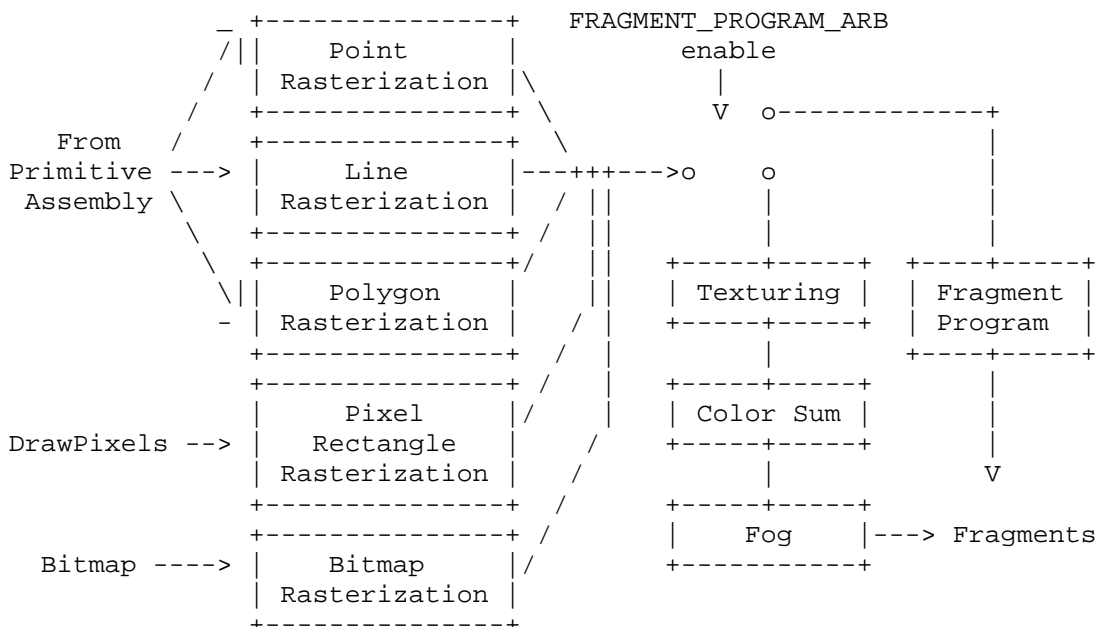 FRAGMENT_PROGRAM_ARB
enable
Point
Rasterization
From
Primitive
Assembly
Line
Rasterization
Polygon
Rasterization
Texturing
Fragment
Program
DrawPixels
Pixel
Rectangle
Rasterization
Color Sum
Bitmap
Bitmap
Rasterization
Fog
Fragments